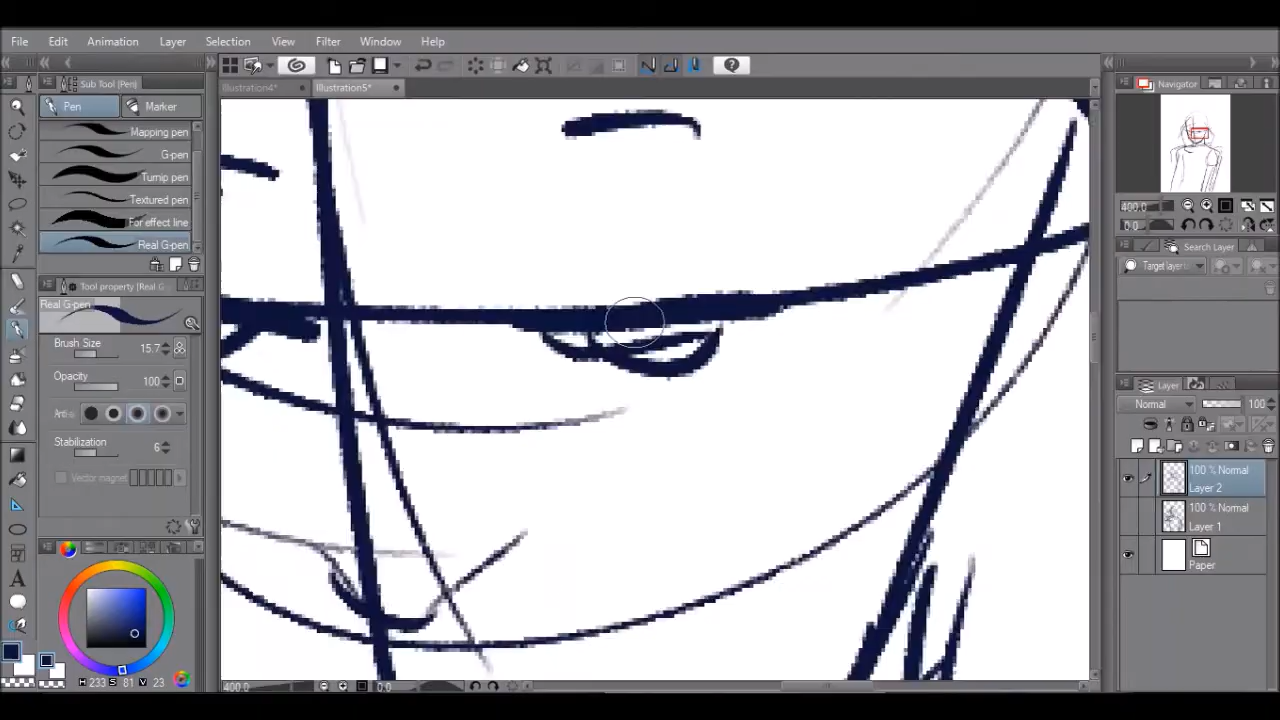 File Edit Animation Layer Selection View Filter Window Help
Sub Tool (Pen)
Illustration4*
Illustration5*
Navigator
Pen
Marker
Mapping pen
G-pen
Turnip pen
Textured pen
For effect line
Real G-pen
400.0
0.0
Search Layer
Target layer
Tool property [Real G-
Real G-pen
Brush Size 15.7
Opacity 100
Anti-a
Stabilization 6
Vector magnet
Layer
Normal 100
100 % Normal
Layer 2
100 % Normal
Layer 1
Paper
H 233 S 81 V 23
400.0 0.0